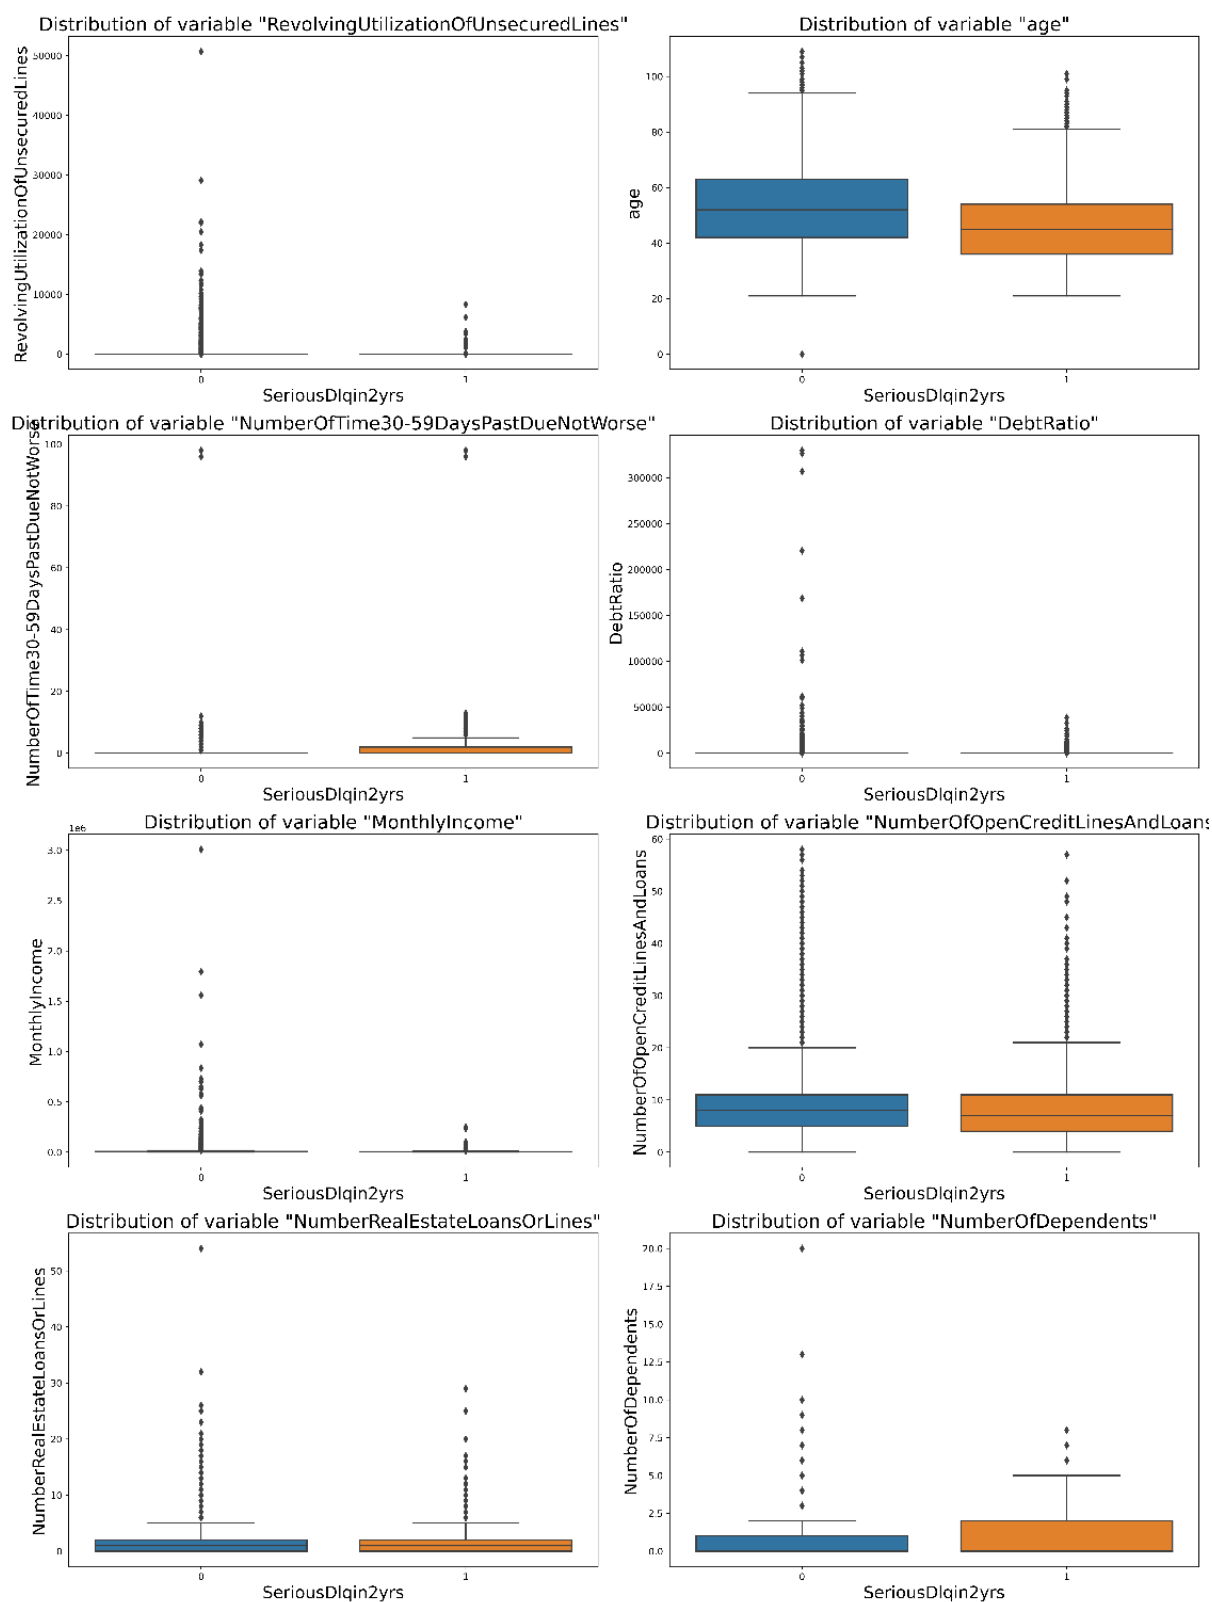 Distribution of variable "RevolvingUtilizationOfUnsecuredLines"
RevolvingUtilizationOfUnsecuredLines
50000
40000
30000
20000
10000
0
0
1
SeriousDlqin2yrs
Distribution of variable "age"
age
100
80
60
40
20
0
0
1
SeriousDlqin2yrs
Distribution of variable "NumberOfTime30-59DaysPastDueNotWorse"
NumberOfTime30-59DaysPastDueNotWorse
100
80
60
40
20
0
0
1
SeriousDlqin2yrs
Distribution of variable "DebtRatio"
DebtRatio
300000
250000
200000
150000
100000
50000
0
0
1
SeriousDlqin2yrs
Distribution of variable "MonthlyIncome"
1e6
MonthlyIncome
3.0
2.5
2.0
1.5
1.0
0.5
0.0
0
1
SeriousDlqin2yrs
Distribution of variable "NumberOfOpenCreditLinesAndLoans
NumberOfOpenCreditLinesAndLoans
60
50
40
30
20
10
0
0
1
SeriousDlqin2yrs
Distribution of variable "NumberRealEstateLoansOrLines"
NumberRealEstateLoansOrLines
50
40
30
20
10
0
0
1
SeriousDlqin2yrs
Distribution of variable "NumberOfDependents"
NumberOfDependents
20.0
17.5
15.0
12.5
10.0
7.5
5.0
2.5
0.0
0
1
SeriousDlqin2yrs